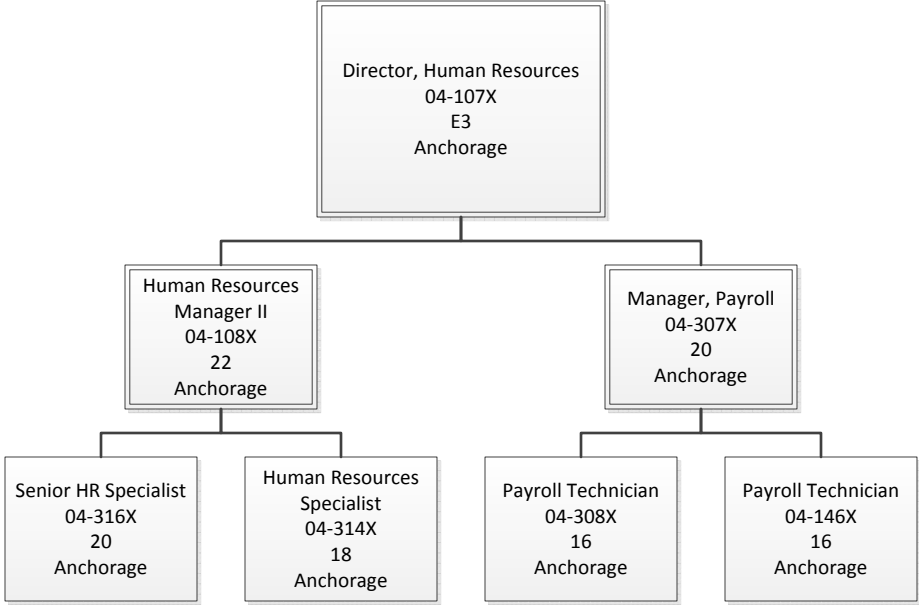 Director, Human Resources
04-107X
E3
Anchorage
Human Resources
Manager II
04-108X
22
Anchorage
Manager, Payroll
04-307X
20
Anchorage
Senior HR Specialist
04-316X
20
Anchorage
Human Resources
Specialist
04-314X
18
Anchorage
Payroll Technician
04-308X
16
Anchorage
Payroll Technician
04-146X
16
Anchorage